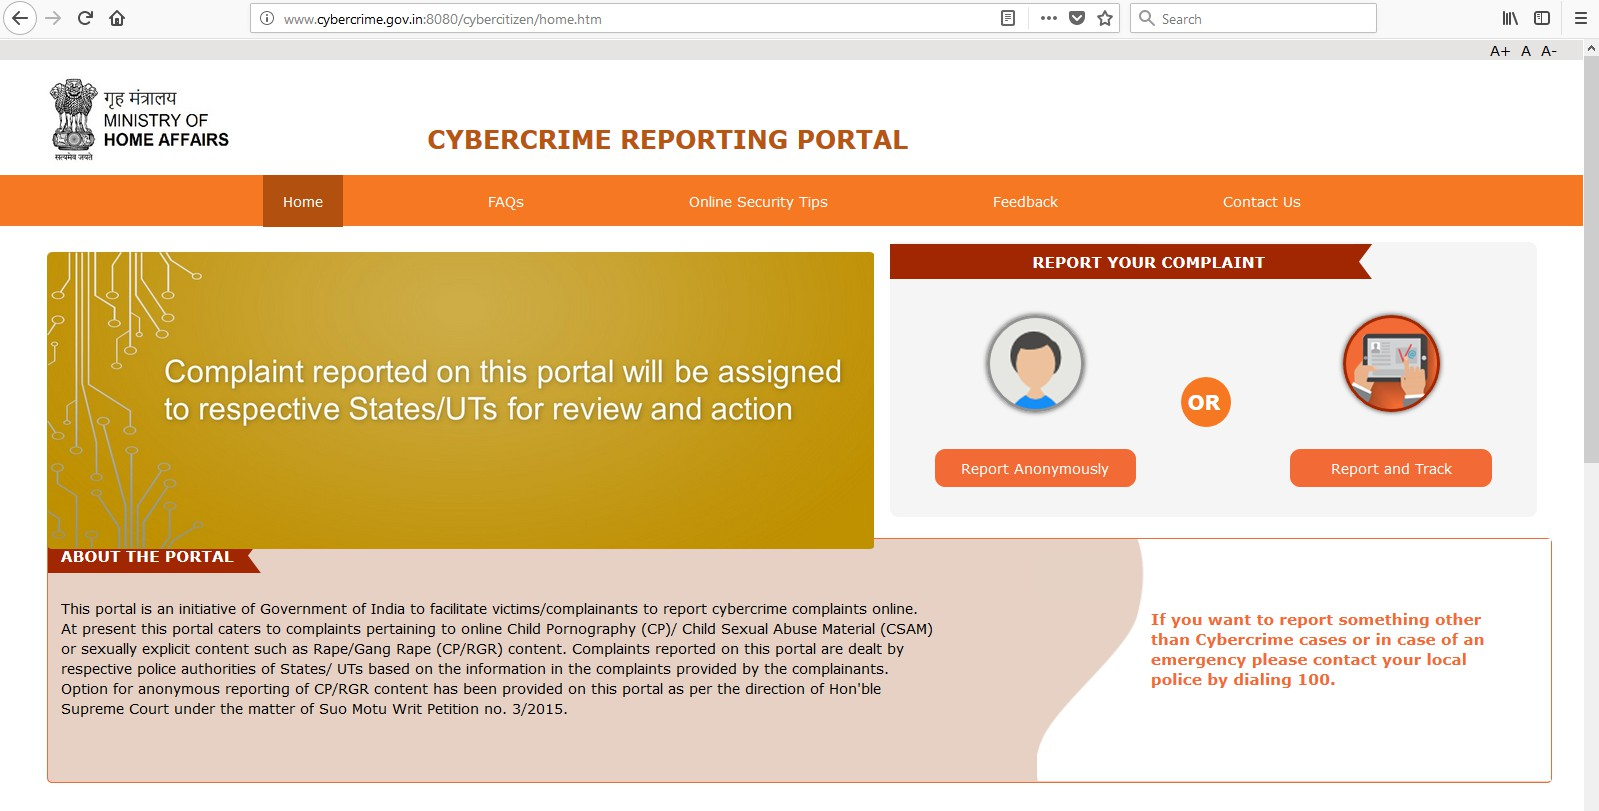 www.cybercrime.gov.in:8080/cybercitizen/home.htm
Search
A+ A A-
गृह मंत्रालय
MINISTRY OF
HOME AFFAIRS
सत्यमेव जयते
CYBERCRIME REPORTING PORTAL
Home
FAQs
Online Security Tips
Feedback
Contact Us
Complaint reported on this portal will be assigned
to respective States/UTs for review and action
REPORT YOUR COMPLAINT
OR
Report Anonymously
Report and Track
ABOUT THE PORTAL
This portal is an initiative of Government of India to facilitate victims/complainants to report cybercrime complaints online.
At present this portal caters to complaints pertaining to online Child Pornography (CP)/ Child Sexual Abuse Material (CSAM)
or sexually explicit content such as Rape/Gang Rape (CP/RGR) content. Complaints reported on this portal are dealt by
respective police authorities of States/ UTs based on the information in the complaints provided by the complainants.
Option for anonymous reporting of CP/RGR content has been provided on this portal as per the direction of Hon'ble
Supreme Court under the matter of Suo Motu Writ Petition no. 3/2015.
If you want to report something other
than Cybercrime cases or in case of an
emergency please contact your local
police by dialing 100.